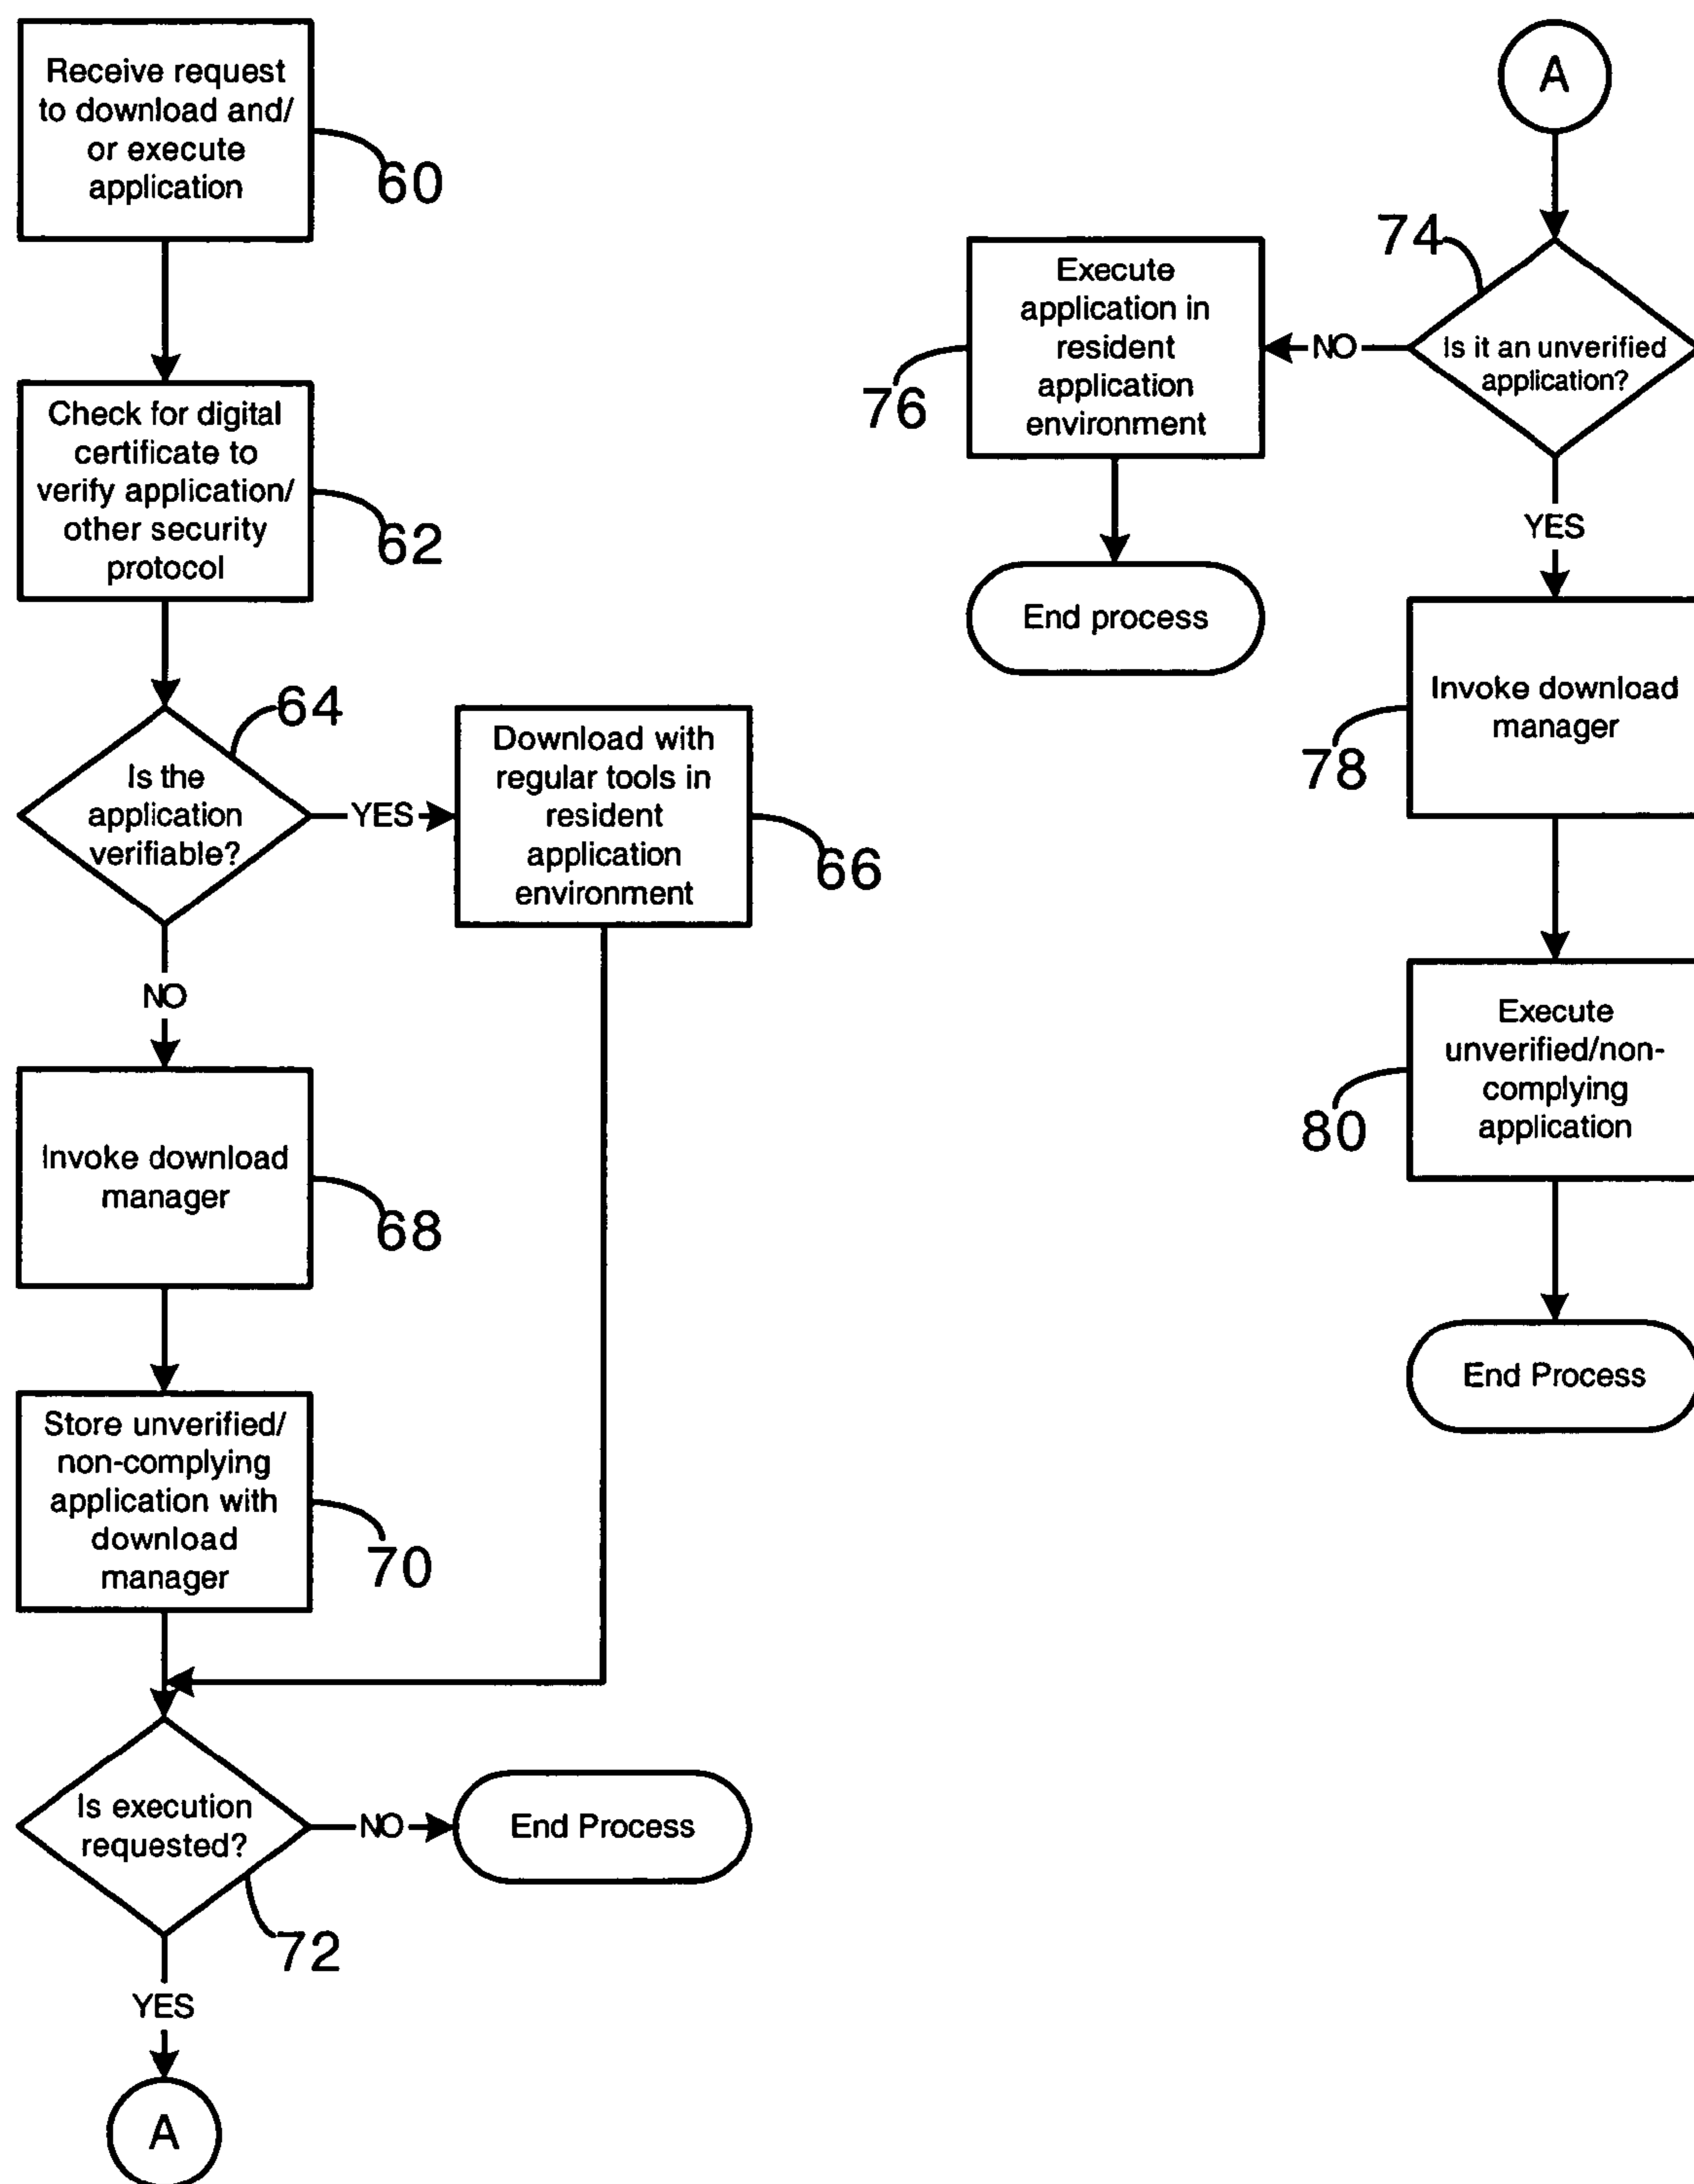 Receive request
to download and/
or execute
application
60
Check for digital
certificate to
verify application/
other security
protocol
62
64
Is the
application
verifiable?
YES
Download with
regular tools in
resident
application
environment
66
NO
Invoke download
manager
68
Store unverified/
non-complying
application with
download
manager
70
Is execution
requested?
NO
End Process
72
YES
A
A
74
Is it an unverified
application?
NO
Execute
application in
resident
application
environment
76
End process
YES
Invoke download
manager
78
Execute
unverified/non-
complying
application
80
End Process